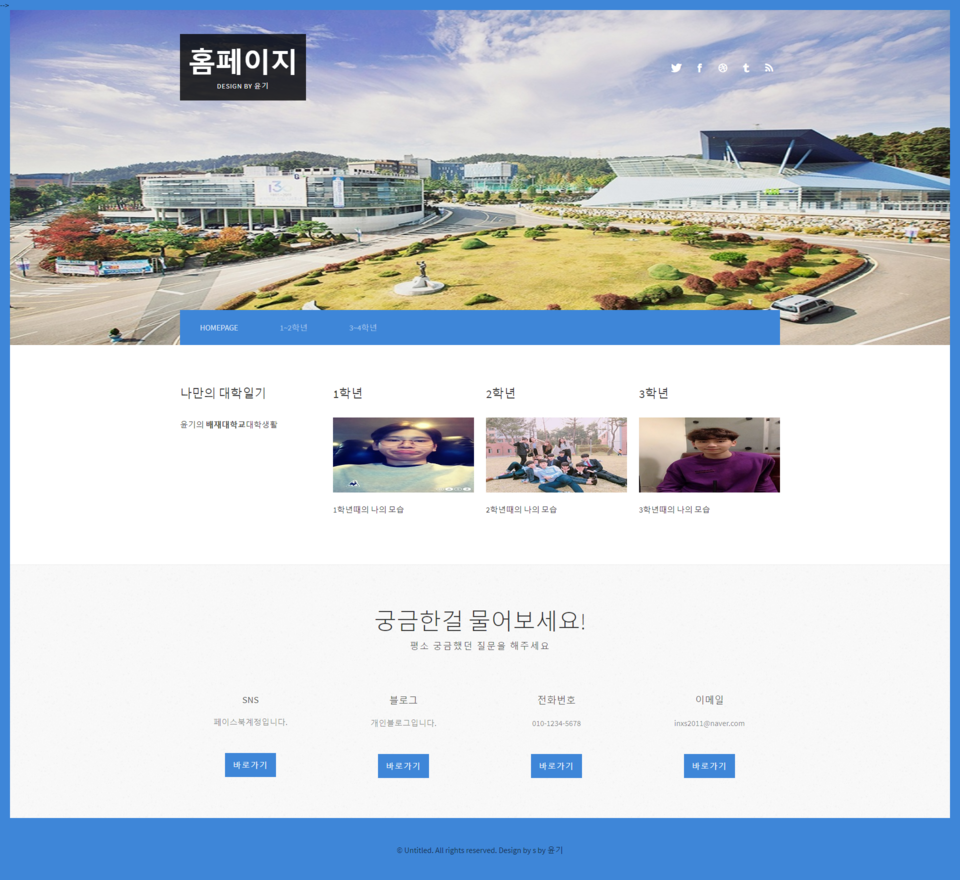 -->
홈페이지
DESIGN BY 윤기
HOMEPAGE
1-2학년
3-4학년
나만의 대학일기
윤기의 배재대학교대학생활
1학년
1학년때의 나의 모습
2학년
2학년때의 나의 모습
3학년
3학년때의 나의 모습
궁금한걸 물어보세요!
평소 궁금했던 질문을 해주세요
SNS
페이스북계정입니다.
바로가기
블로그
개인블로그입니다.
바로가기
전화번호
010-1234-5678
바로가기
이메일
inxs2011@naver.com
바로가기
© Untitled. All rights reserved. Design by s by 윤기